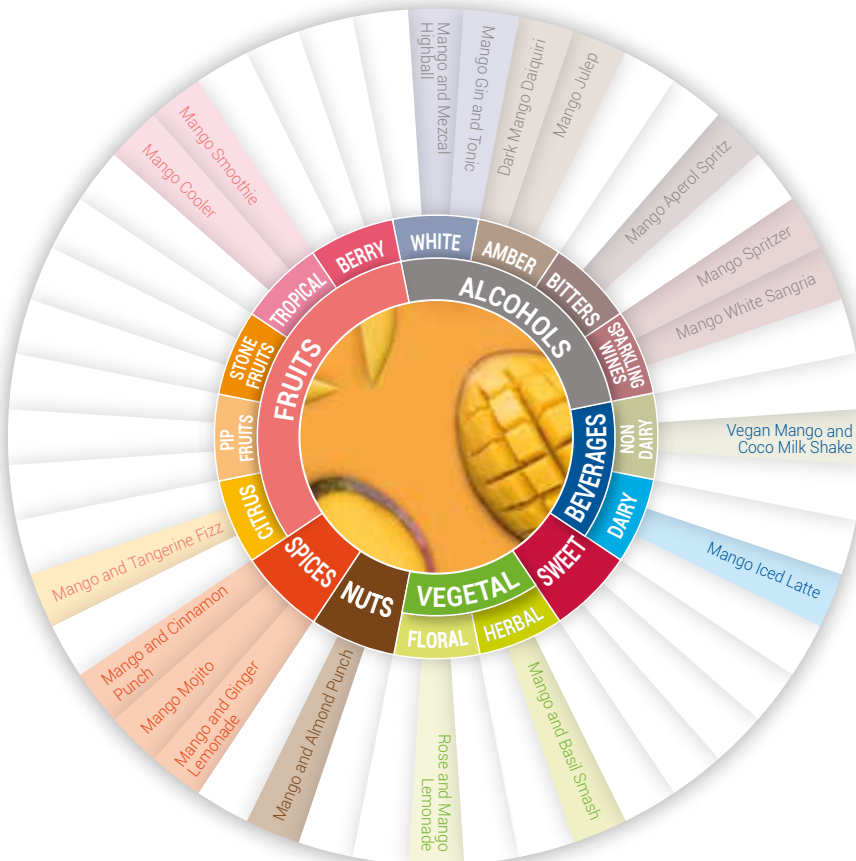 Mango and Mezcal
Highball
Mango Gin and Tonic
Dark Mango Daiquiri
Mango Julep
Mango Aperol Spritz
Mango Spritzer
Mango White Sangria
Vegan Mango and
Coco Milk Shake
Mango Iced Latte
Mango and Basil Smash
Rose and Mango
Lemonade
Mango and Almond Punch
Mango and Ginger
Lemonade
Mango Mojito
Mango and Cinnamon
Punch
Mango and Tangerine Fizz
Mango Cooler
Mango Smoothie
WHITE
AMBER
BITTERS
SPARKLING
WINES
NON
DAIRY
DAIRY
SWEET
HERBAL
FLORAL
NUTS
SPICES
CITRUS
PIP
FRUITS
STONE
FRUITS
TROPICAL
BERRY
ALCOHOLS
BEVERAGES
VEGETAL
FRUITS